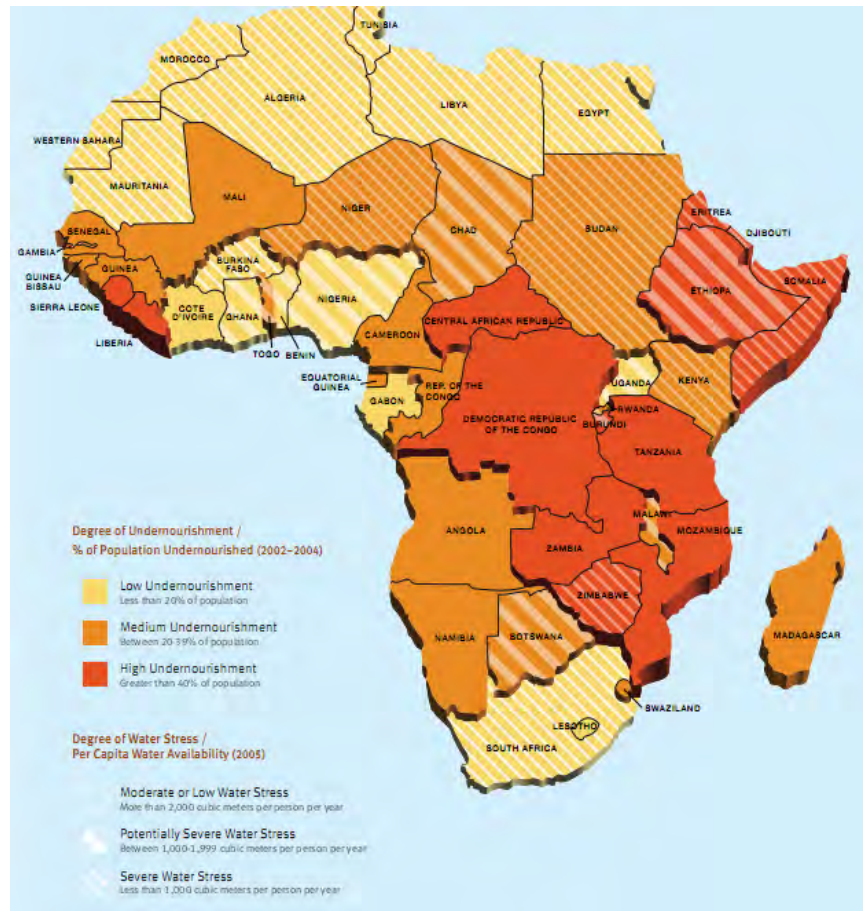 TUNISIA
MOROCCO
ALGERIA
LIBYA
EGYPT
WESTERN SAHARA
MAURITANIA
MALI
NIGER
CHAD
SUDAN
ERITREA
DJIBOUTI
SENEGAL
GAMBIA
GUINEA
BISSAU
GUINEA
BURKINA
FASO
NIGERIA
ETHIOPA
SOMALIA
SIERRA LEONE
COTE
D'IVOIRE
GHANA
LIBERIA
TOGO
BENIN
CAMEROON
CENTRAL AFRICAN REPUBLIC
EQUATORIAL
GUINEA
REP. OF THE
CONGO
GABON
UGANDA
KENYA
RWANDA
BURUNDI
DEMOCRATIC REPUBLIC
OF THE CONGO
TANZANIA
ANGOLA
MALAWI
ZAMBIA
MOZAMBIQUE
ZIMBABWE
NAMIBIA
BOTSWANA
MADAGASCAR
SWAZILAND
LESOTHO
SOUTH AFRICA
Degree of Undernourishment /
% of Population Undernourished (2002–2004)
Low Undernourishment
Less than 20% of population
Medium Undernourishment
Between 20-39% of population
High Undernourishment
Greater than 40% of population
Degree of Water Stress /
Per Capita Water Availability (2005)
Moderate or Low Water Stress
More than 2,000 cubic meters per person per year
Potentially Severe Water Stress
Between 1,000-1,999 cubic meters per person per year
Severe Water Stress
Less than 1,000 cubic meters per person per year